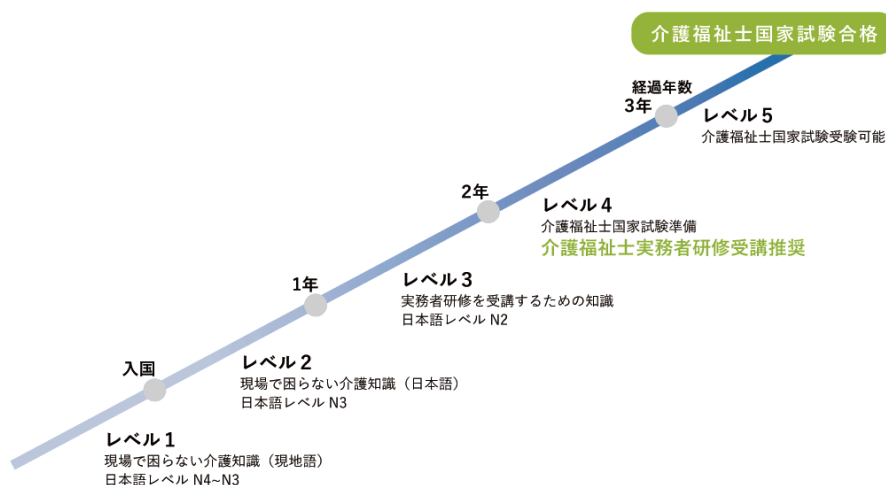 介護福祉士国家試験合格
経過年数
3年
レベル5
介護福祉士国家試験受験可能
2年
レベル4
介護福祉士国家試験準備
介護福祉士実務者研修受講推奨
1年
レベル3
実務者研修を受講するための知識
日本語レベル N2
入国
レベル2
現場で困らない介護知識（日本語）
日本語レベル N3
レベル1
現場で困らない介護知識（現地語）
日本語レベル N4~N3